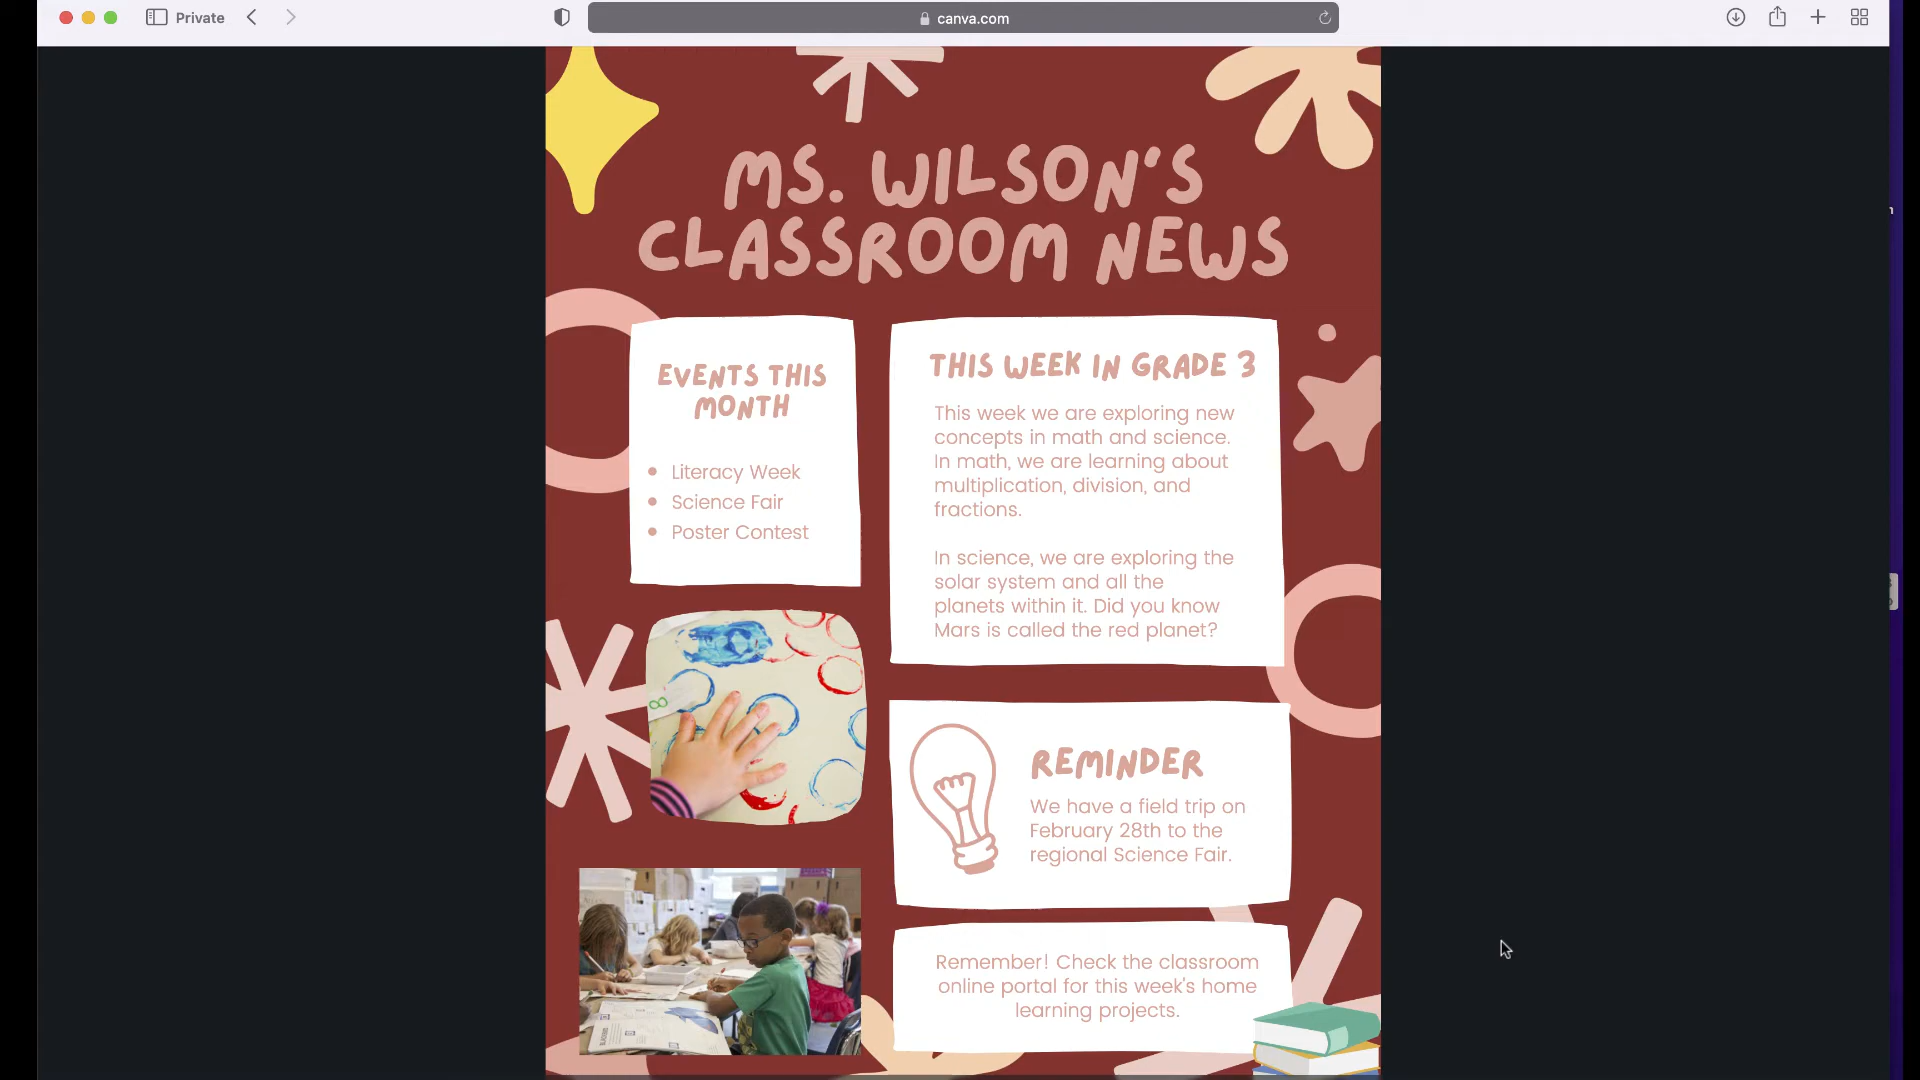 Private
canva.com
MS. WILSON'S
CLASSROOM NEWS
EVENTS THIS
MONTH
Literacy Week
Science Fair
Poster Contest
THIS WEEK IN GRADE 3
This week we are exploring new
concepts in math and science.
In math, we are learning about
multiplication, division, and
fractions.
In science, we are exploring the
solar system and all the
planets within it. Did you know
Mars is called the red planet?
REMINDER
We have a field trip on
February 28th to the
regional Science Fair.
Remember! Check the classroom
online portal for this week's home
learning projects.